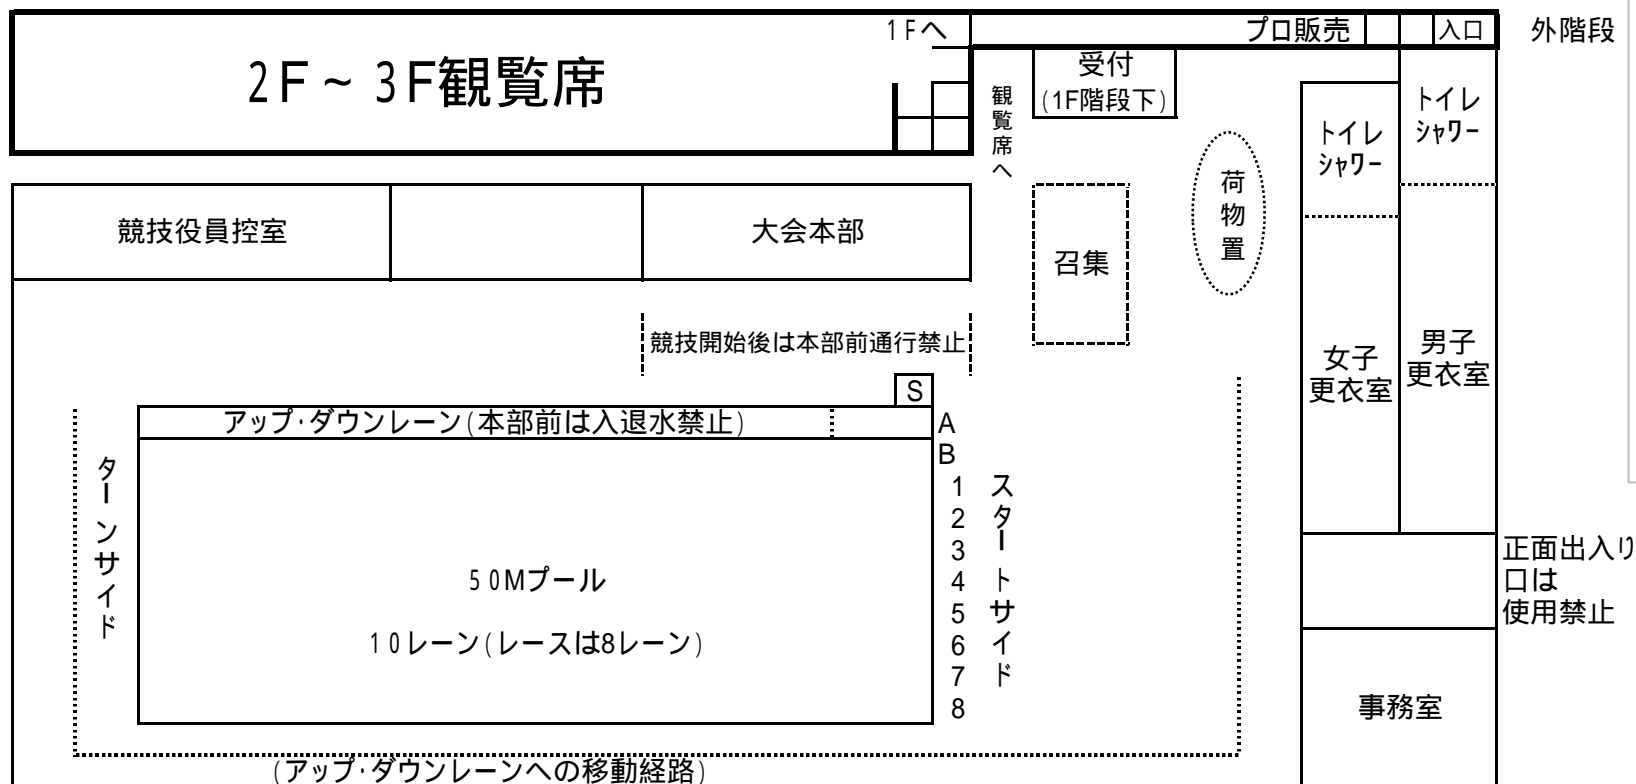 1Fへ
プロ販売
入口
外階段
2F~3F観覧席
受付
(1F階段下)
観覧席へ
トイレ
シャワー
トイレ
シャワー
荷物置
競技役員控室
大会本部
召集
競技開始後は本部前通行禁止
女子
更衣室
男子
更衣室
S
アップ・ダウンレーン(本部前は入退水禁止)
A
B
1
2
3
4
5
6
7
8
ターンサイド
スタートサイド
50Mプール
10レーン(レースは8レーン)
正面出入り
口は
使用禁止
事務室
(アップ・ダウンレーンへの移動経路)